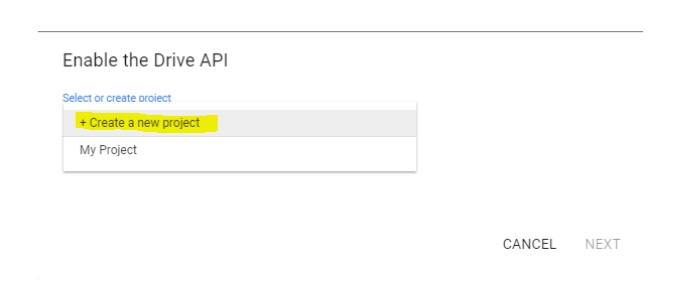 Enable the Drive API
Select or create project
+ Create a new project
My Project
CANCEL NEXT